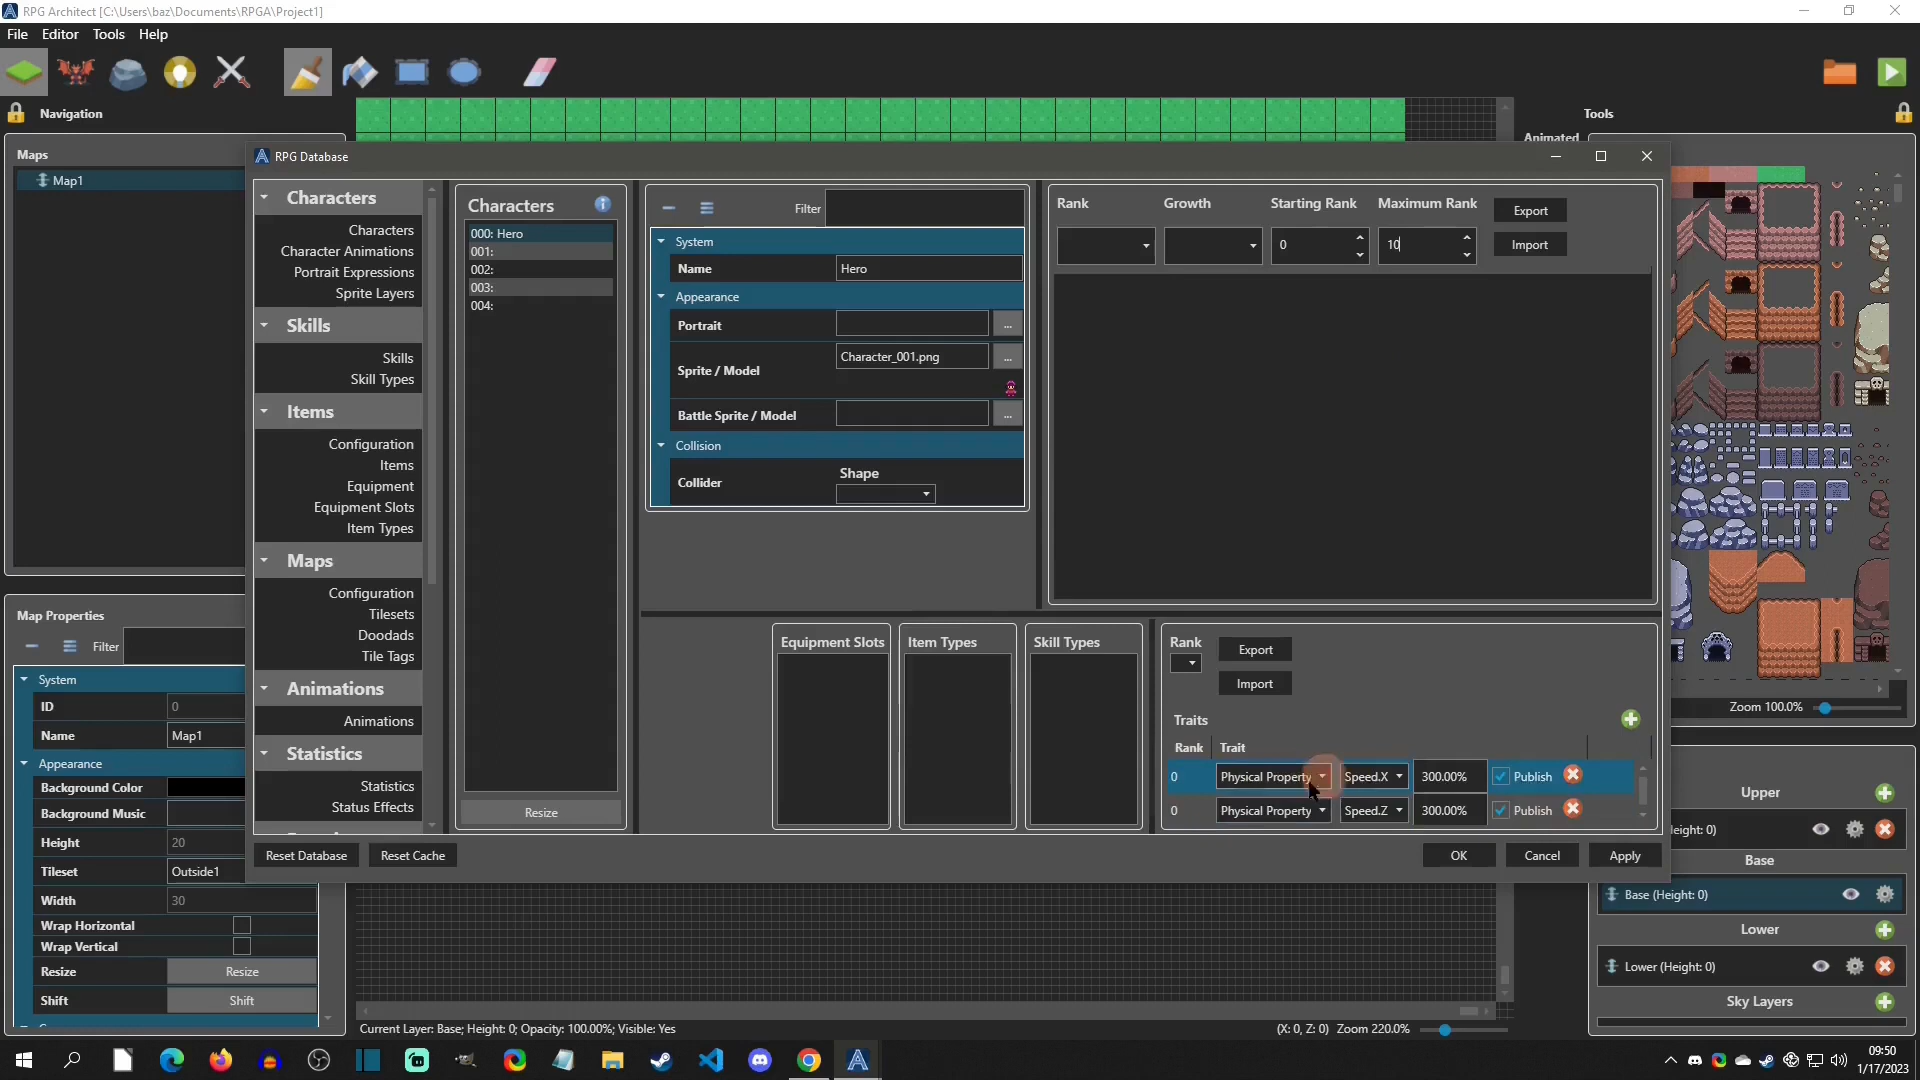 RPG Architect [C:\Users\baz\Documents\RPGA\Project1]
File Editor Tools Help
Navigation
Tools
Animated
Maps
Map1
RPG Database
Characters
Characters
Character Animations
Portrait Expressions
Sprite Layers
Skills
Skills
Skill Types
Items
Configuration
Items
Equipment
Equipment Slots
Item Types
Maps
Configuration
Tilesets
Doodads
Tile Tags
Animations
Animations
Statistics
Statistics
Status Effects
Reset Database
Reset Cache
Characters
000: Hero
001:
002:
003:
004:
Resize
Filter
System
Name Hero
Appearance
Portrait ...
Sprite / Model Character_001.png ...
Battle Sprite / Model ...
Collision
Collider Shape
Rank Growth Starting Rank Maximum Rank
0 10
Export
Import
Equipment Slots
Item Types
Skill Types
Rank
Export
Import
Traits
Rank Trait
0 Physical Property Speed.X 300.00% Publish
0 Physical Property Speed.Z 300.00% Publish
OK Cancel Apply
Map Properties
Filter
System
ID 0
Name Map1
Appearance
Background Color
Background Music
Height 20
Tileset Outside1
Width 30
Wrap Horizontal
Wrap Vertical
Resize Resize
Shift Shift
Zoom 100.0%
Upper
eight: 0)
Base
Base (Height: 0)
Lower
Lower (Height: 0)
Sky Layers
Current Layer: Base; Height: 0; Opacity: 100.00%; Visible: Yes
(X: 0, Z: 0) Zoom 220.0%
09:50
1/17/2023